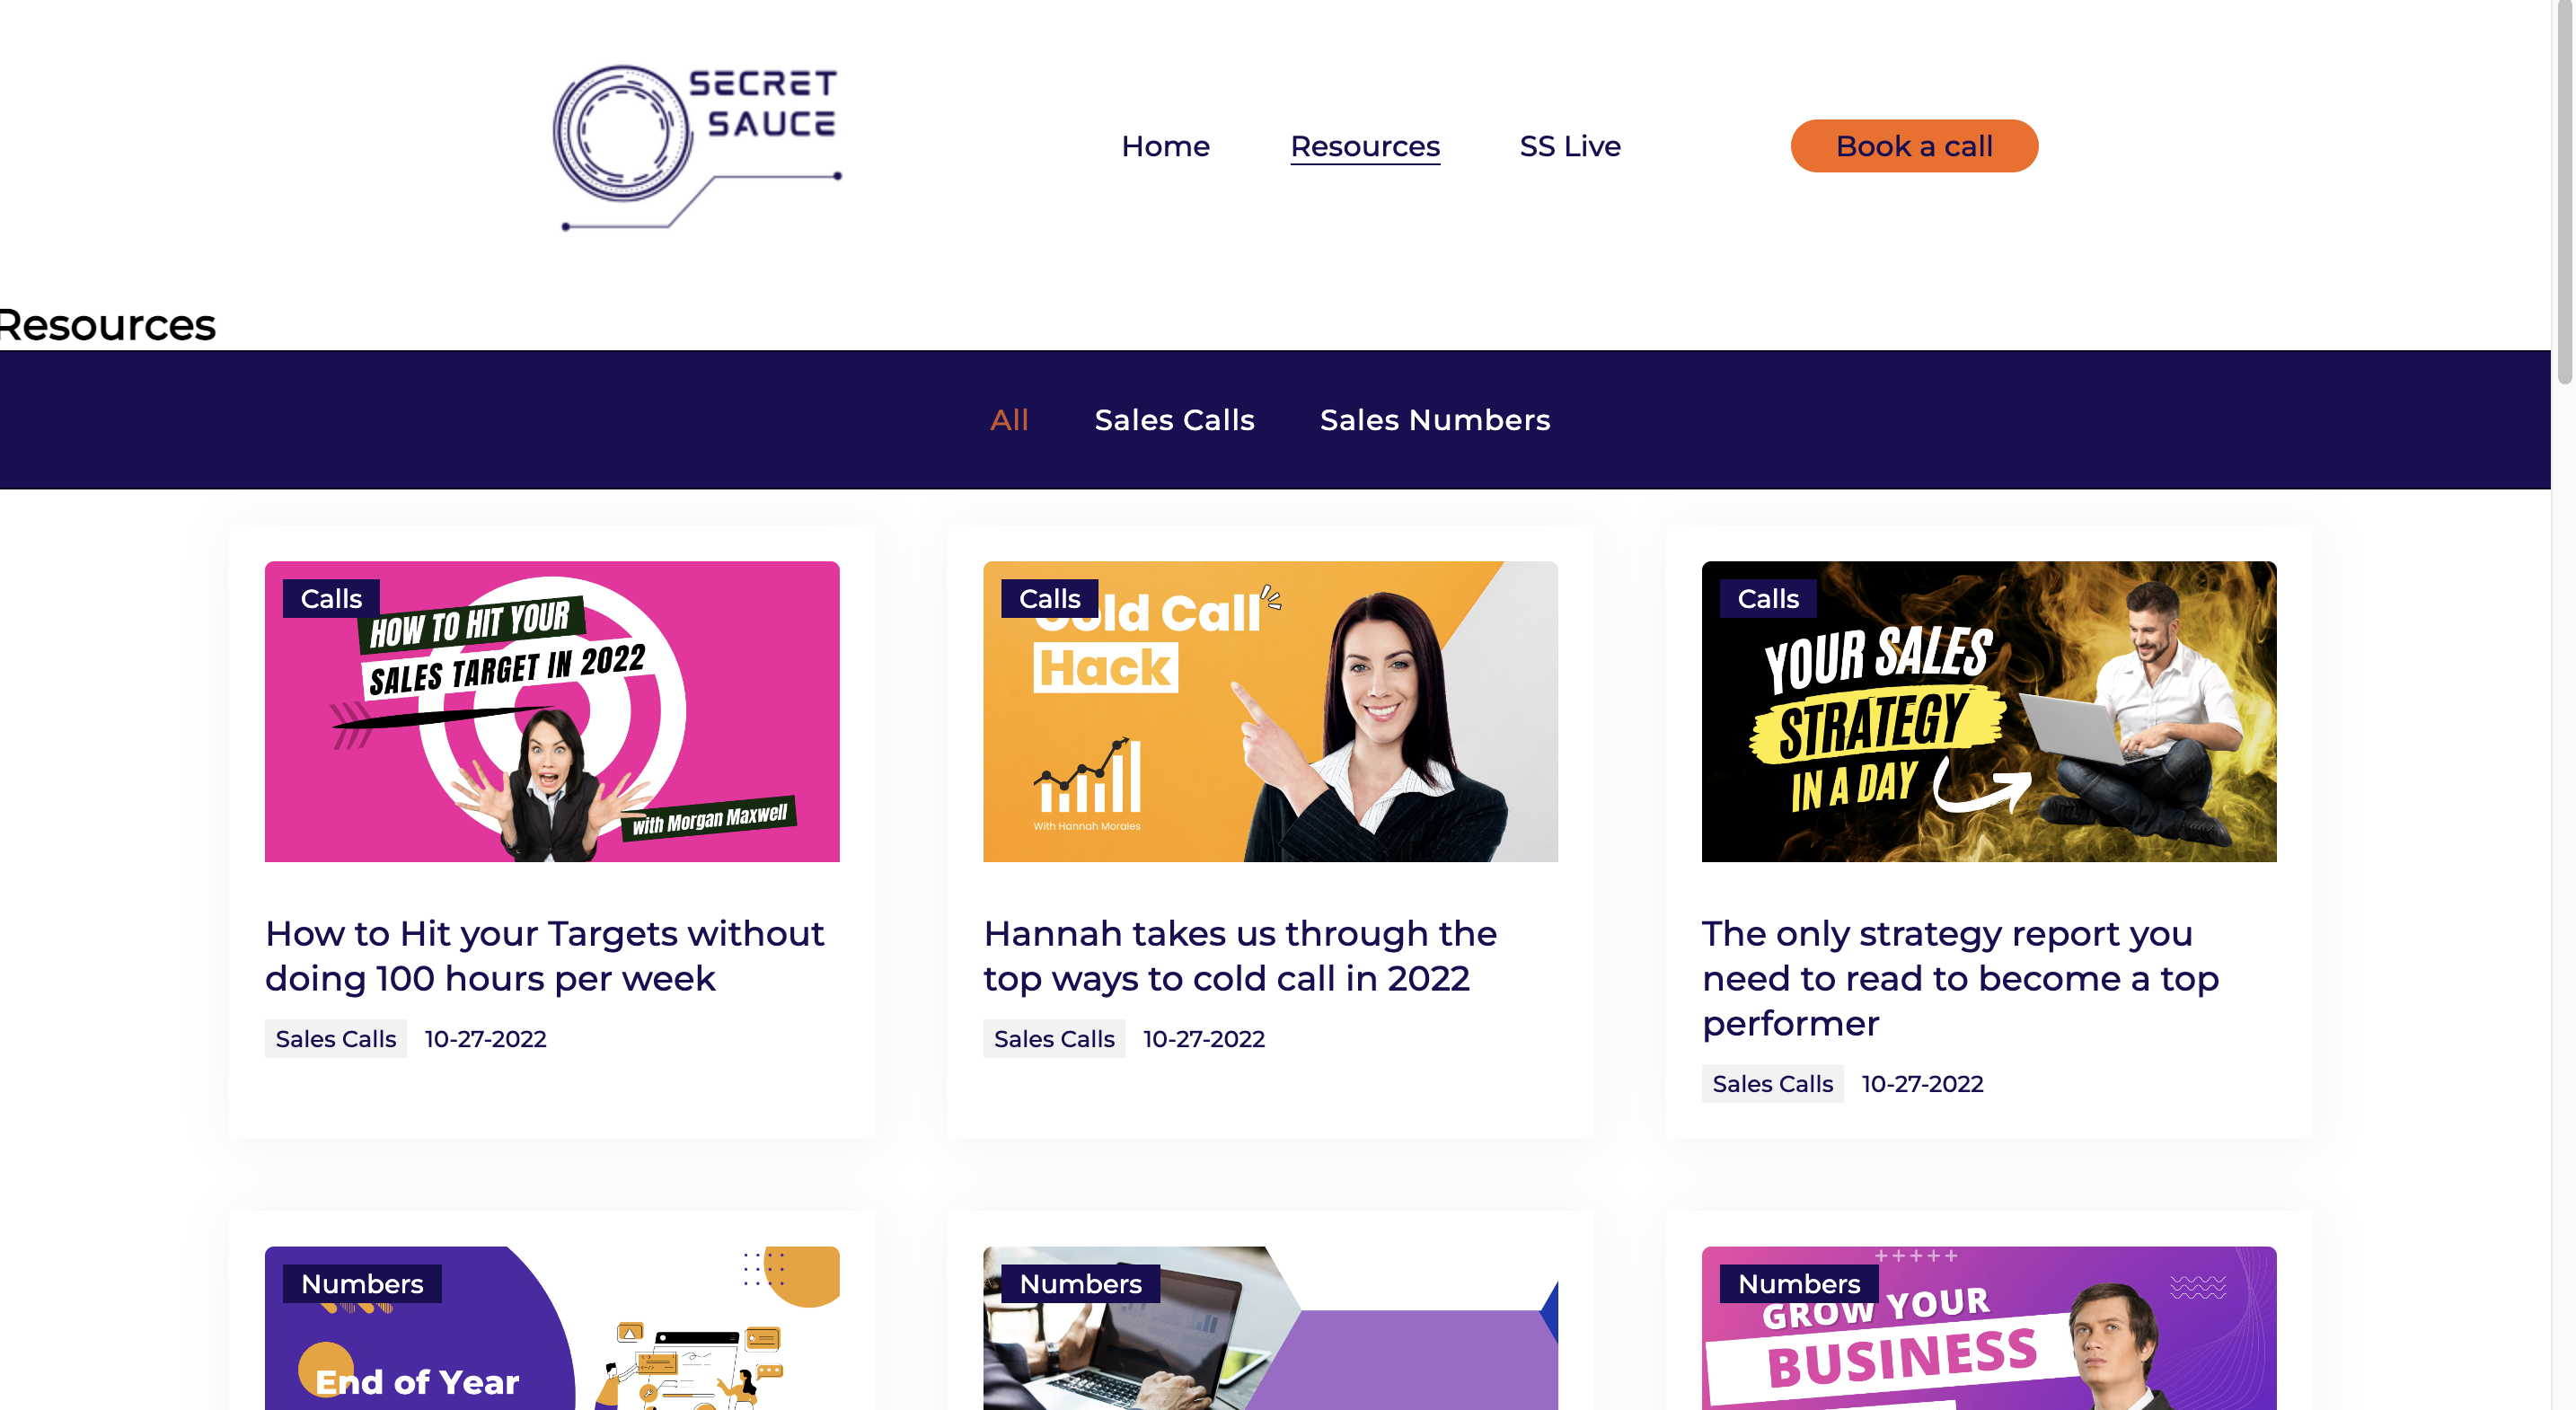 SECRET
SAUCE
Home
Resources
SS Live
Book a call
Resources
All
Sales Calls
Sales Numbers
Calls
HOW TO HIT YOUR
SALES TARGET IN 2022
with Morgan Maxwell
How to Hit your Targets without
doing 100 hours per week
Sales Calls
10-27-2022
Calls
Cold Call
Hack
With Hannah Morales
Hannah takes us through the
top ways to cold call in 2022
Sales Calls
10-27-2022
Calls
YOUR SALES
STRATEGY
IN A DAY
The only strategy report you
need to read to become a top
performer
Sales Calls
10-27-2022
Numbers
End of Year
Numbers
Numbers
GROW YOUR
BUSINESS